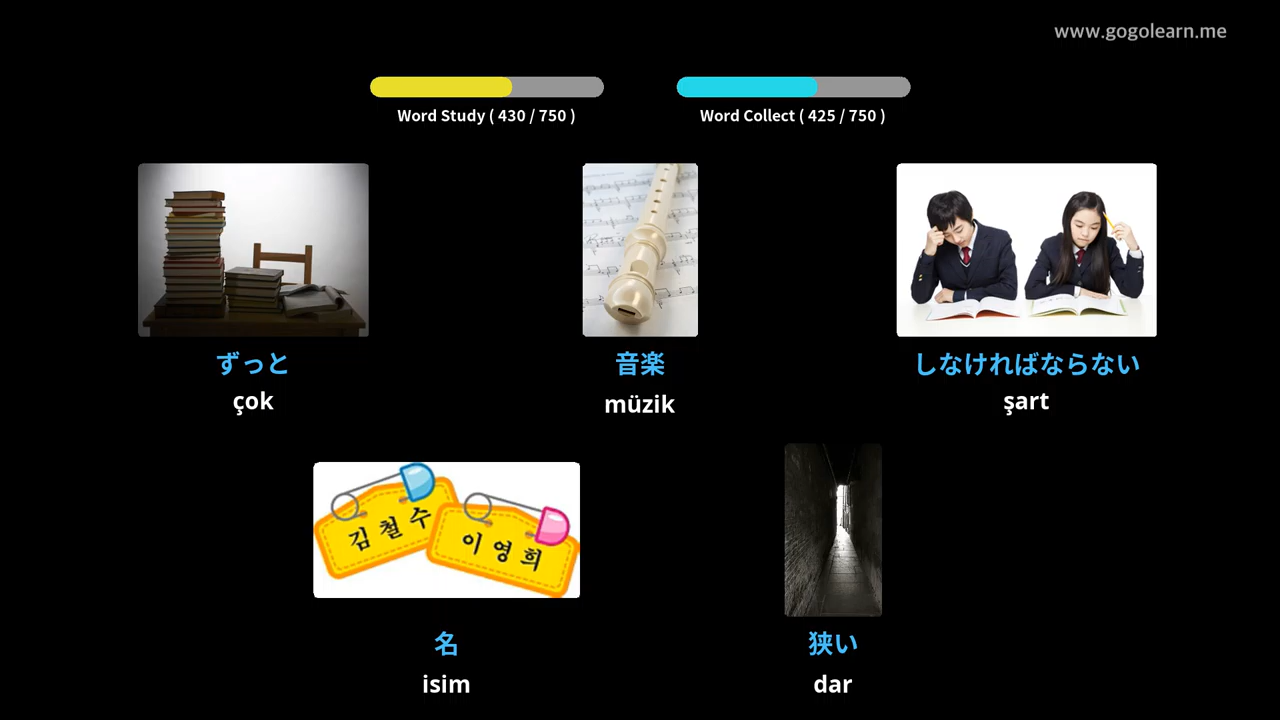 www.gogolearn.me
Word Study ( 430 / 750 )
Word Collect ( 425 / 750 )
ずっと
çok
音楽
müzik
しなければならない
şart
김철수
이영희
名
isim
狭い
dar